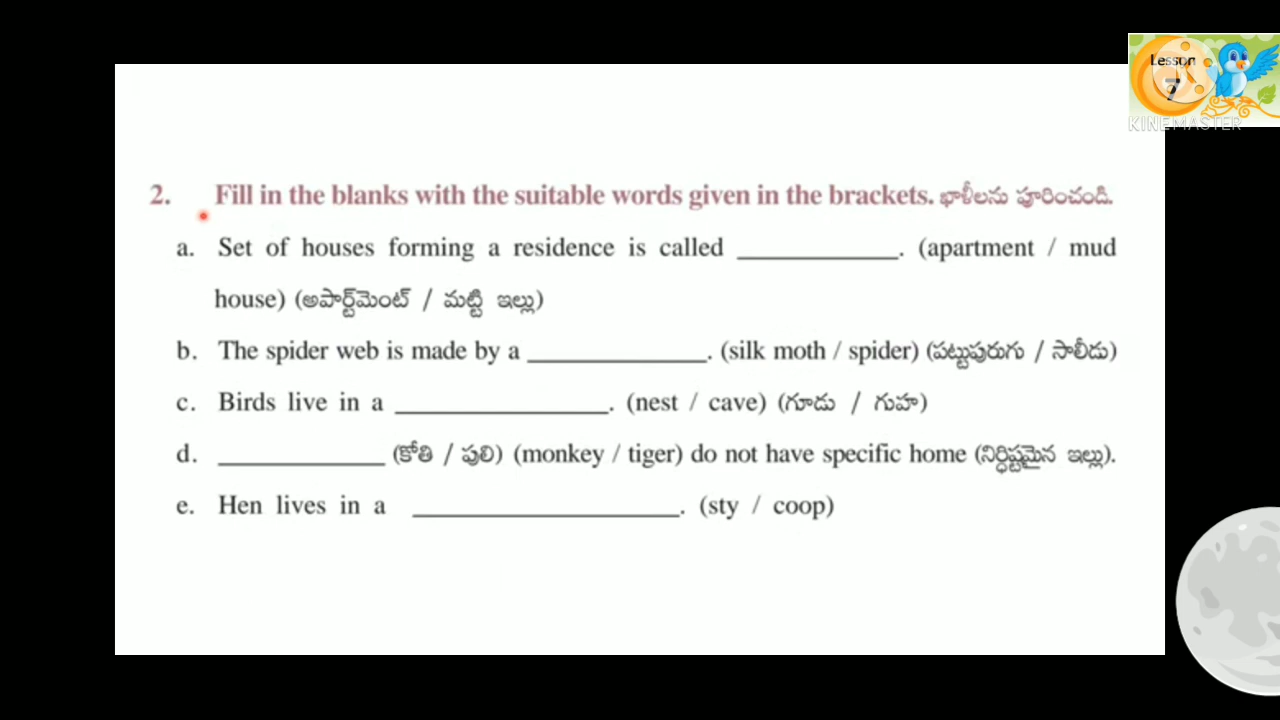 Lesson
7
KINEMASTER
2. Fill in the blanks with the suitable words given in the brackets. ఖాళీలను పూరించండి.
a. Set of houses forming a residence is called ____________. (apartment / mud
house) (అపార్ట్‌మెంట్ / మట్టి ఇల్లు)
b. The spider web is made by a ______________. (silk moth / spider) (పట్టుపురుగు / సాలీడు)
c. Birds live in a ________________. (nest / cave) (గూడు / గుహ)
d. _____________ (కోతి / పులి) (monkey / tiger) do not have specific home (నిర్ధిష్టమైన ఇల్లు).
e. Hen lives in a ____________________. (sty / coop)